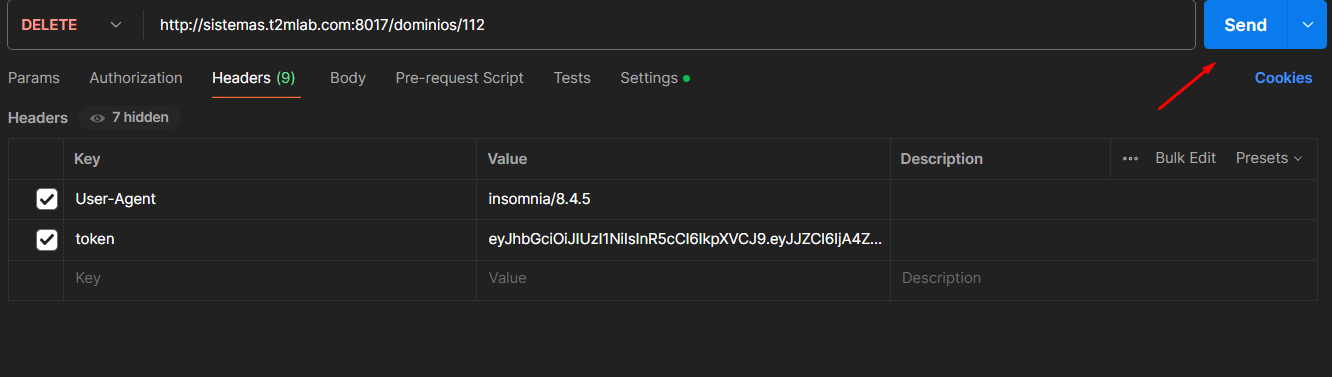 DELETE http://sistemas.t2mlab.com:8017/dominios/112 Send
Params Authorization Headers (9) Body Pre-request Script Tests Settings Cookies
Headers 7 hidden
Key Value Description ••• Bulk Edit Presets
User-Agent insomnia/8.4.5
token eyJhbGciOiJIUzI1NiIsInR5cCI6IkpXVCJ9.eyJJZCI6IjA4Z...
Key Value Description